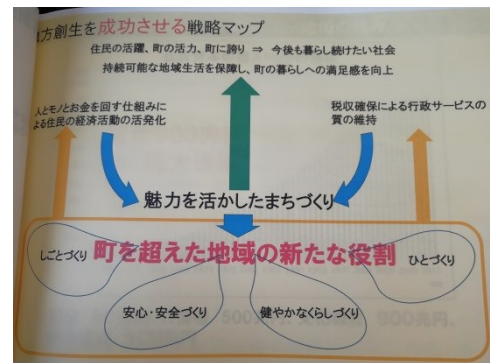 方創生を成功させる戦略マップ
住民の活躍、町の活力、町に誇り ⇒ 今後も暮らし続けたい社会
持続可能な地域生活を保障し、町の暮らしへの満足感を向上
人とモノとお金を回す仕組みに
よる住民の経済活動の活発化
税収確保による行政サービスの
質の維持
魅力を活かしたまちづくり
しごとづくり
町を超えた地域の新たな役割
ひとづくり
安心・安全づくり
健やかなくらしづくり